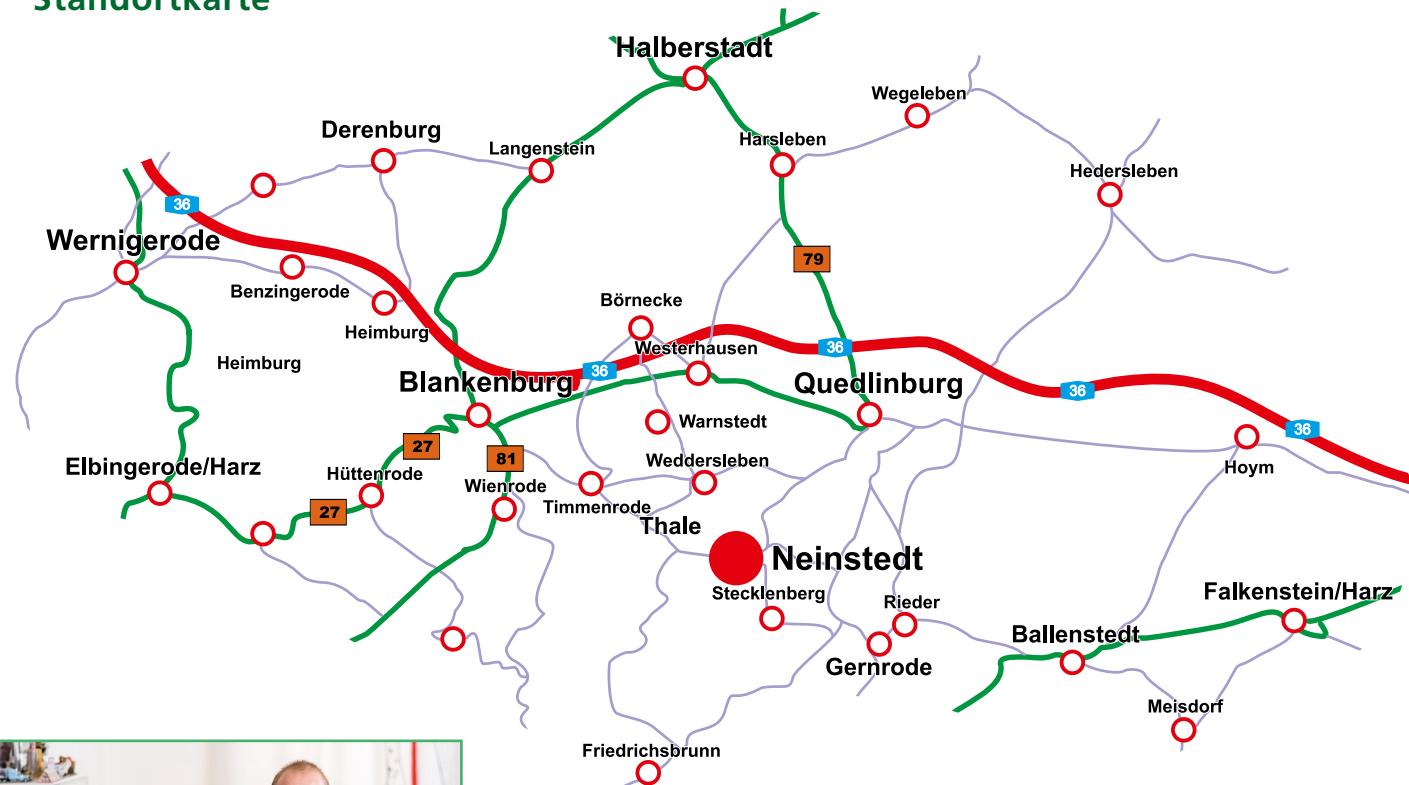 Standortkarte
Halberstadt
Wegeleben
Derenburg
Langenstein
Harsleben
Hedersleben
36
Wernigerode
79
Benzingerode
Börnecke
Heimburg
Westerhausen
36
Heimburg
36
Blankenburg
Quedlinburg
36
Warnstedt
36
27
81
Weddersleben
Hoym
Elbingerode/Harz
Hüttenrode
Wienrode
Timmenrode
27
Thale
Neinstedt
Stecklenberg
Rieder
Falkenstein/Harz
Ballenstedt
Gernrode
Meisdorf
Friedrichsbrunn